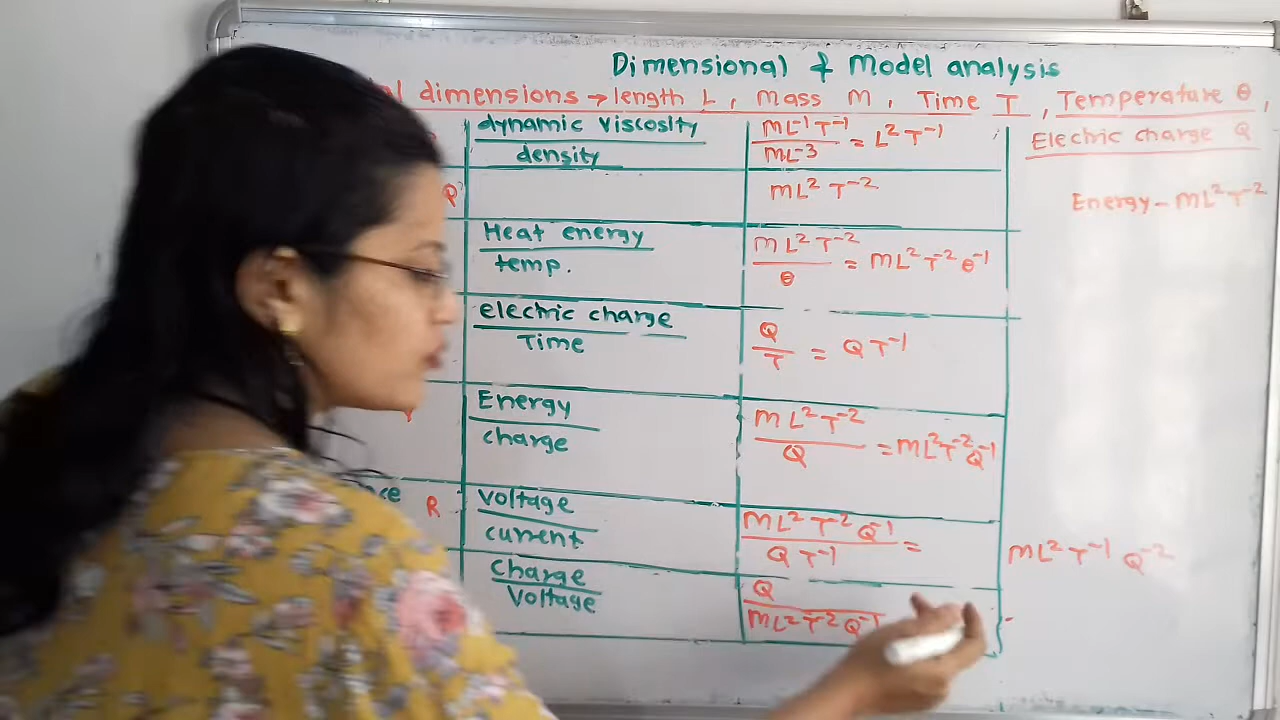 Dimensional & Model analysis
dimensions → length L, Mass M, Time T, Temperature θ,
Electric charge Q
dynamic viscosity / density
ML⁻¹T⁻¹ / ML⁻³ = L²T⁻¹
Energy - ML²T⁻²
Q
ML²T⁻²
Heat energy / temp.
ML²T⁻² / θ = ML²T⁻²θ⁻¹
electric charge / Time
Q / T = QT⁻¹
Energy / charge
ML²T⁻² / Q = ML²T⁻²Q⁻¹
R
Voltage / current
ML²T⁻²Q⁻¹ / QT⁻¹ = ML²T⁻¹Q⁻²
Charge / Voltage
Q / ML²T⁻²Q⁻¹